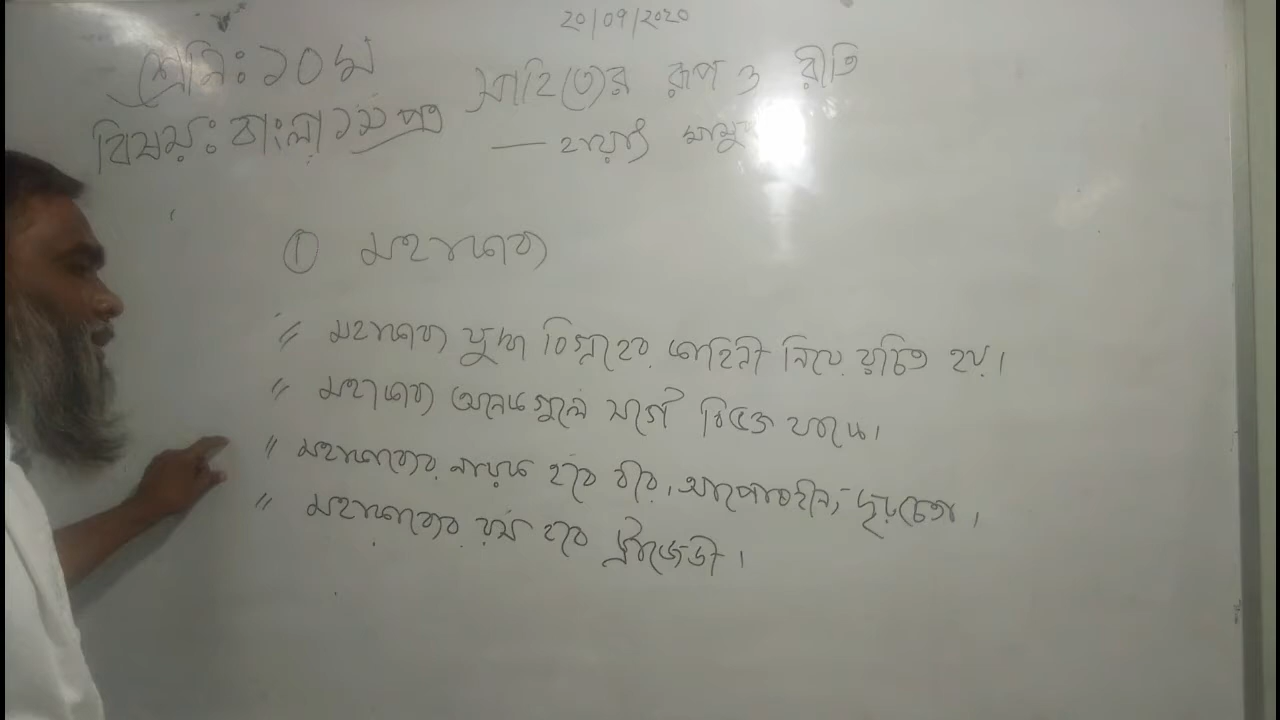 ২০/০৯/২০২০
শ্রেনি: ১০ম
সাহিত্যের রূপ ও রীতি
বিষয়: বাংলা ১ম পত্র
— হায়াৎ মামু
① মহাকাব্য
" মহাকাব্য যুদ্ধ বিগ্রহের কাহিনী নিয়ে রচিত হয়।
" মহাকাব্য অনেকগুলো সর্গে বিভক্ত থাকে।
" মহাকাব্যের নায়ক হবে বীর, আপোষহীন, দৃঢ়চেতা।
" মহাকাব্যের রস হবে ট্রাজেডী।